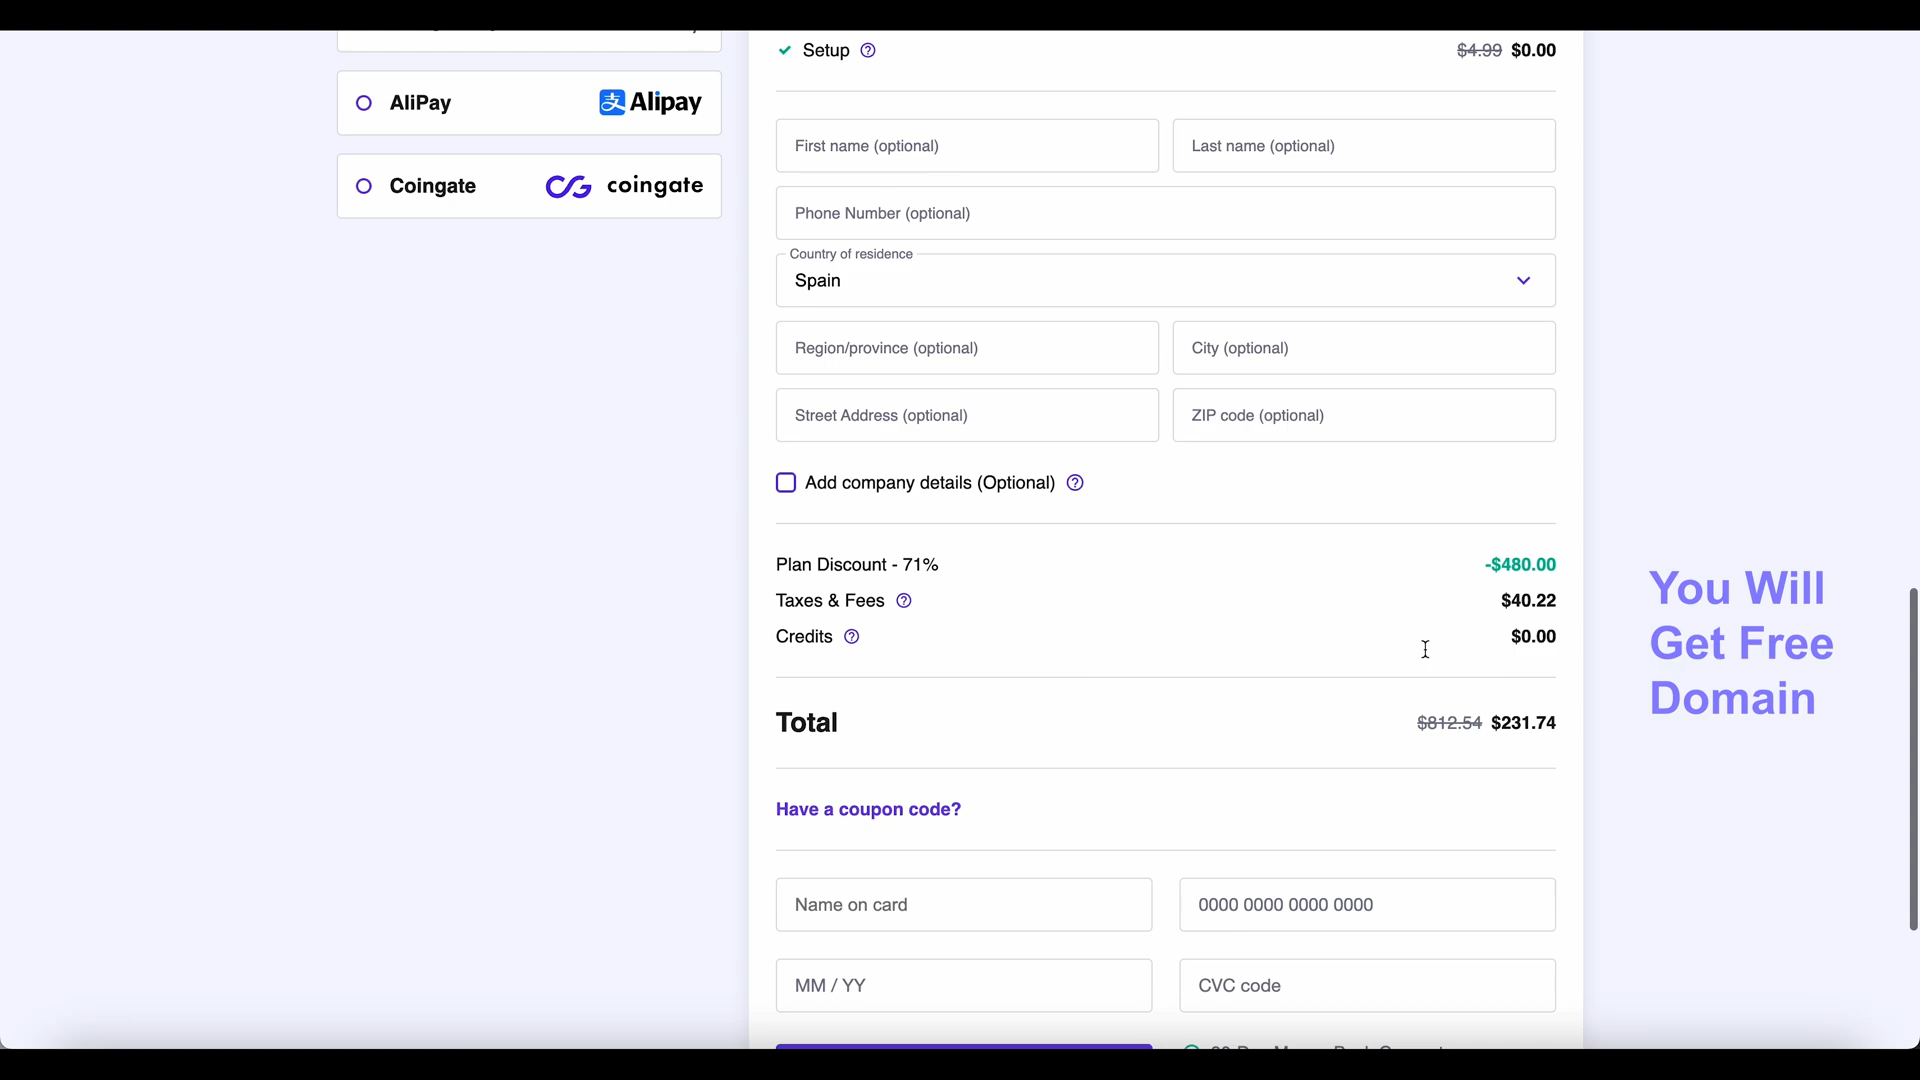 Setup $4.99 $0.00
AliPay 支 Alipay
Coingate CG coingate
First name (optional) Last name (optional)
Phone Number (optional)
Country of residence
Spain
Region/province (optional) City (optional)
Street Address (optional) ZIP code (optional)
Add company details (Optional)
Plan Discount - 71% -$480.00
Taxes & Fees $40.22
Credits $0.00
Total $812.54 $231.74
Have a coupon code?
Name on card 0000 0000 0000 0000
MM / YY CVC code
You Will
Get Free
Domain